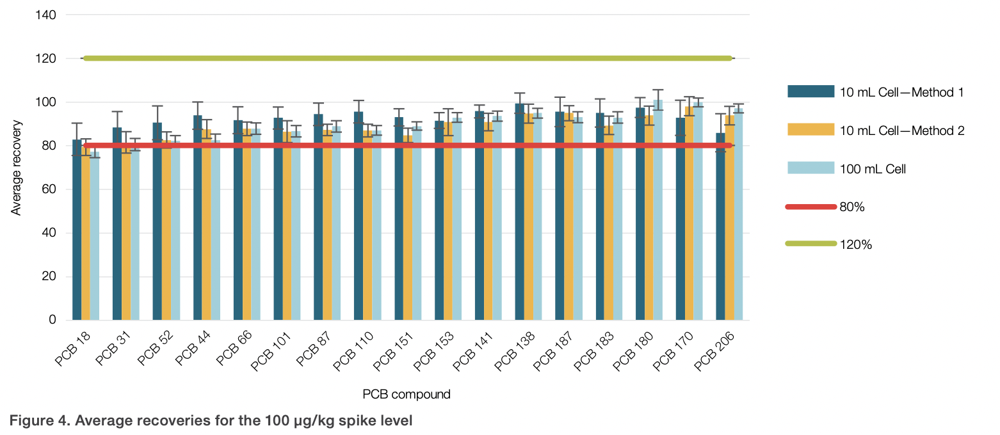 140
120
100
80
60
40
20
0
Average recovery
PCB 18
PCB 31
PCB 52
PCB 44
PCB 66
PCB 101
PCB 87
PCB 110
PCB 151
PCB 153
PCB 141
PCB 138
PCB 187
PCB 183
PCB 180
PCB 170
PCB 206
PCB compound
10 mL Cell—Method 1
10 mL Cell—Method 2
100 mL Cell
80%
120%
Figure 4. Average recoveries for the 100 µg/kg spike level